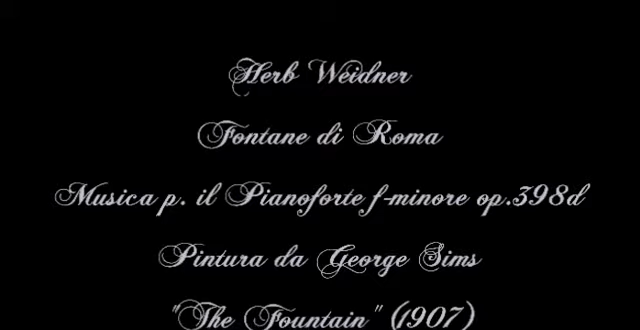 Herb Weidner
Fontane di Roma
Musica p. il Pianoforte f-minore op.398d
Pintura da George Sims
"The Fountain" (1907)